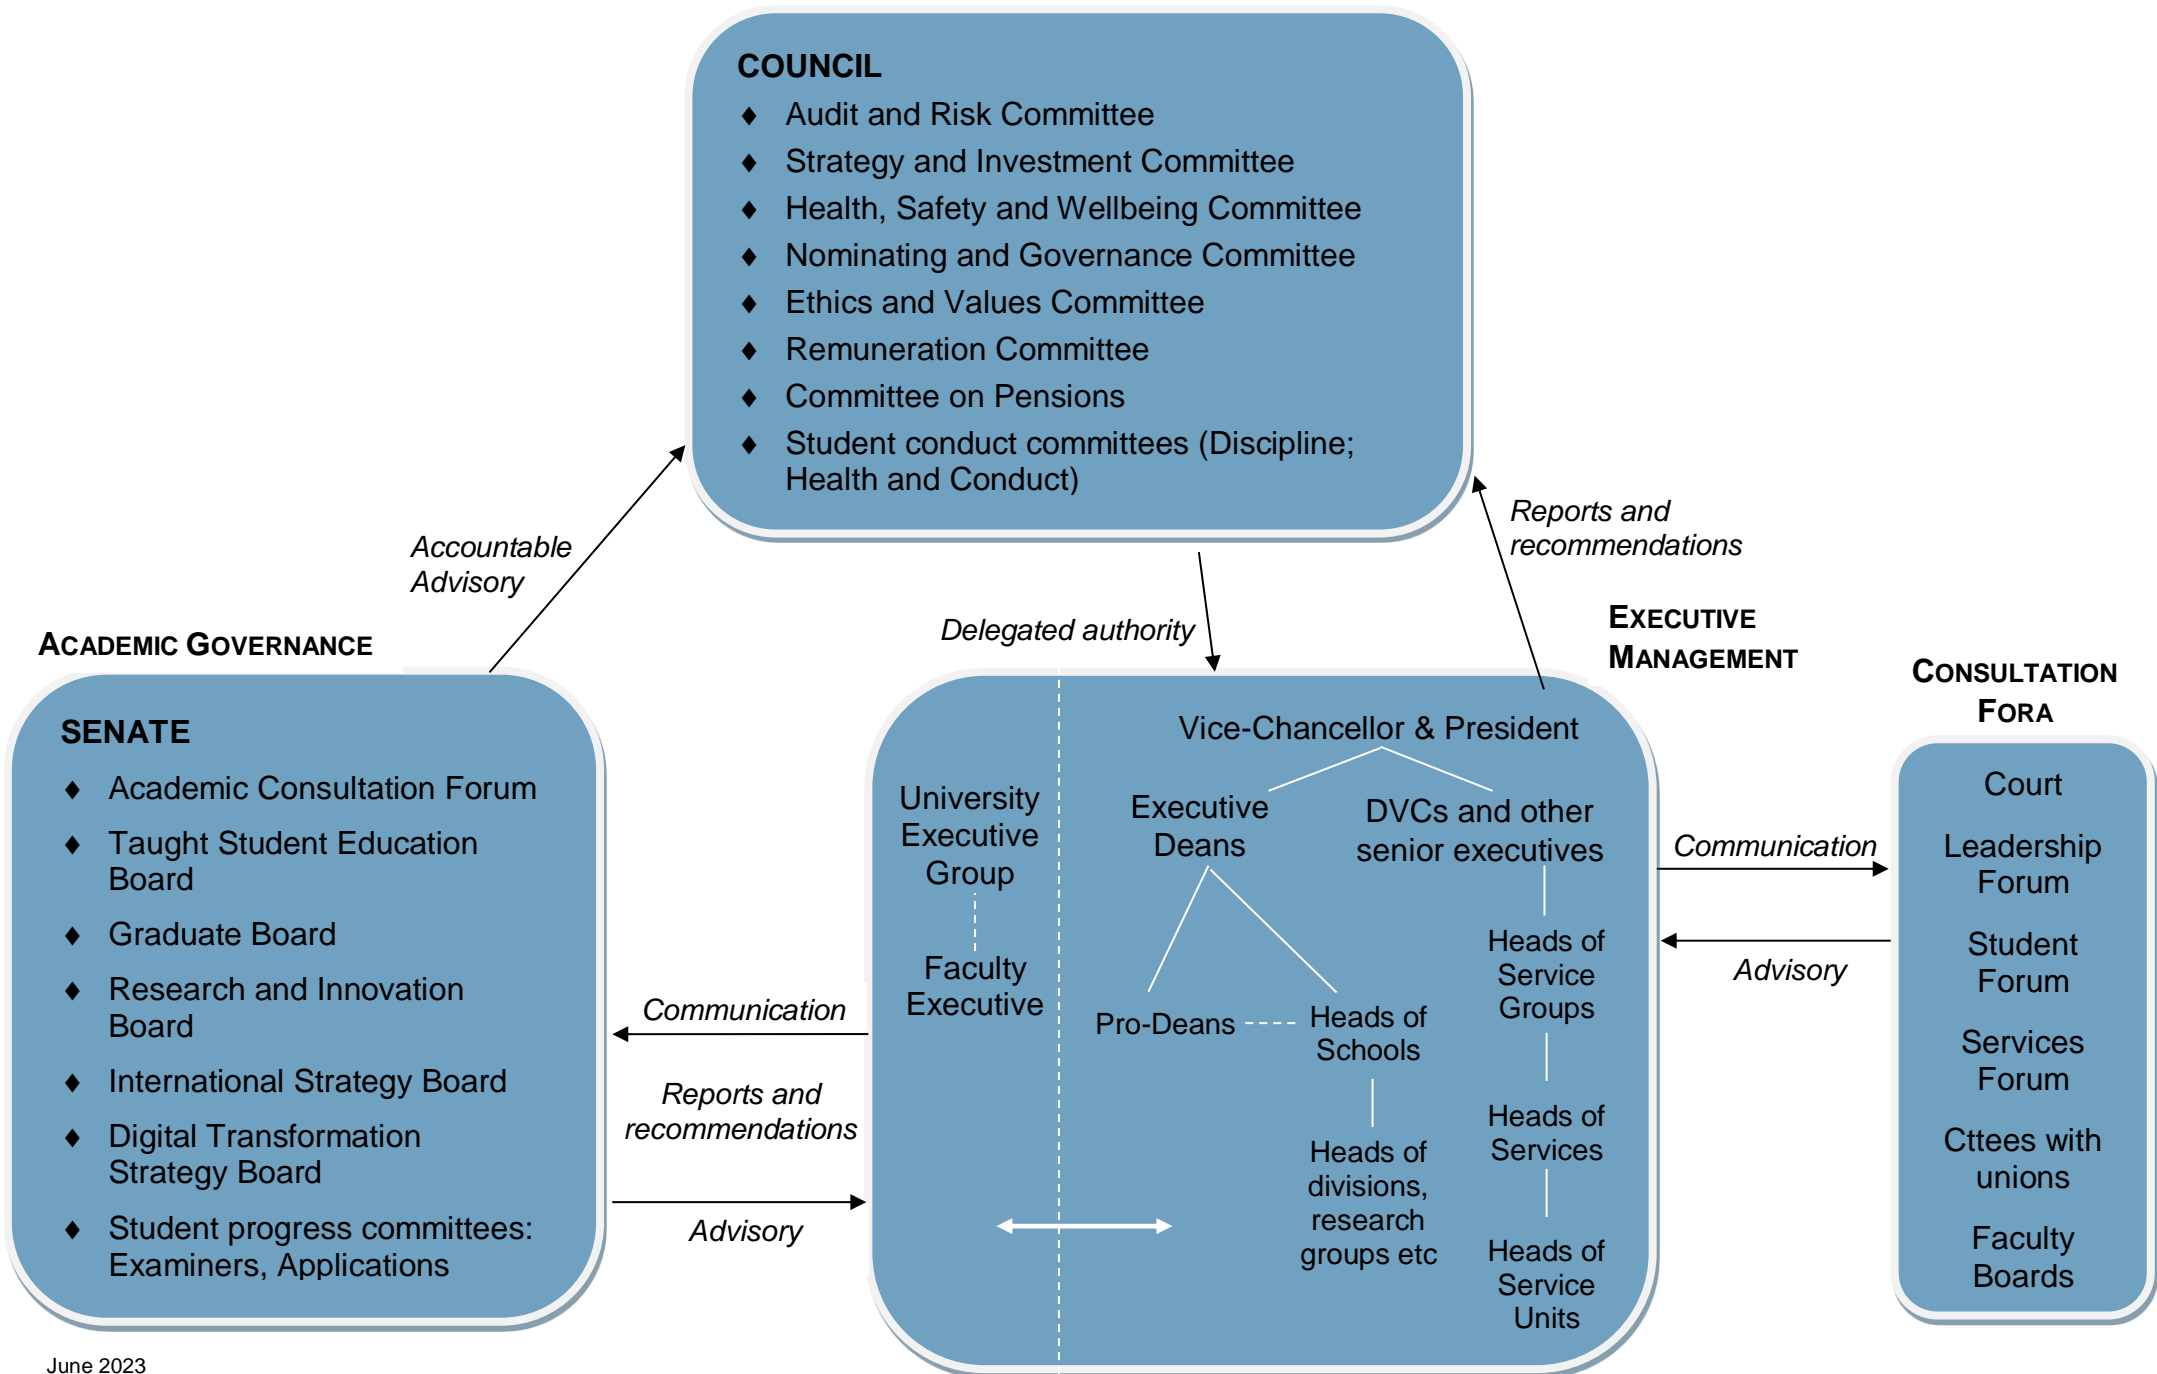 COUNCIL
♦ Audit and Risk Committee
♦ Strategy and Investment Committee
♦ Health, Safety and Wellbeing Committee
♦ Nominating and Governance Committee
♦ Ethics and Values Committee
♦ Remuneration Committee
♦ Committee on Pensions
♦ Student conduct committees (Discipline;
Health and Conduct)
Accountable
Advisory
Delegated authority
Reports and
recommendations
ACADEMIC GOVERNANCE
SENATE
♦ Academic Consultation Forum
♦ Taught Student Education
Board
♦ Graduate Board
♦ Research and Innovation
Board
♦ International Strategy Board
♦ Digital Transformation
Strategy Board
♦ Student progress committees:
Examiners, Applications
Communication
Reports and
recommendations
Advisory
EXECUTIVE
MANAGEMENT
University
Executive
Group
Faculty
Executive
Vice-Chancellor & President
Executive
Deans
DVCs and other
senior executives
Pro-Deans
Heads of
Schools
Heads of
divisions,
research
groups etc
Heads of
Service
Groups
Heads of
Services
Heads of
Service
Units
Communication
Advisory
CONSULTATION
FORA
Court
Leadership
Forum
Student
Forum
Services
Forum
Cttees with
unions
Faculty
Boards
June 2023